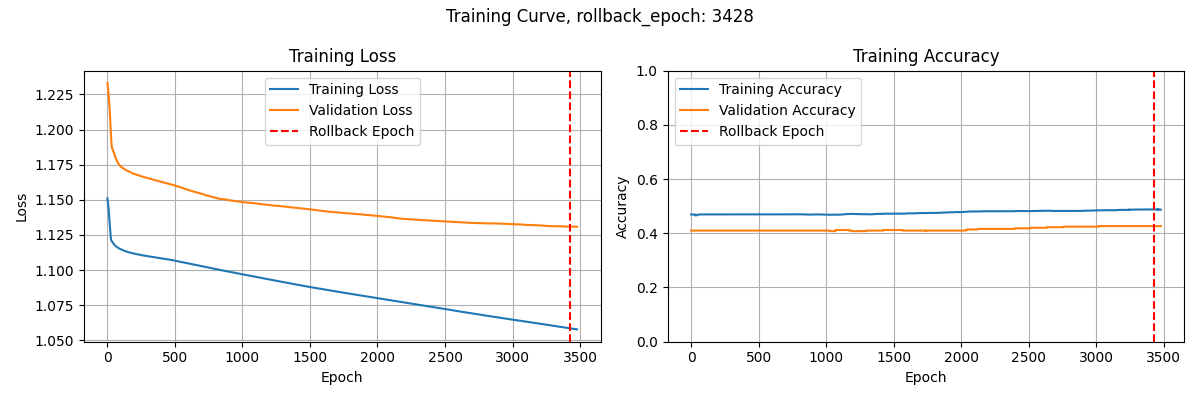 Training Curve, rollback_epoch: 3428
Training Loss
Training Loss
Validation Loss
Rollback Epoch
Loss
1.225
1.200
1.175
1.150
1.125
1.100
1.075
1.050
0 500 1000 1500 2000 2500 3000 3500
Epoch
Training Accuracy
Training Accuracy
Validation Accuracy
Rollback Epoch
Accuracy
1.0
0.8
0.6
0.4
0.2
0.0
0 500 1000 1500 2000 2500 3000 3500
Epoch